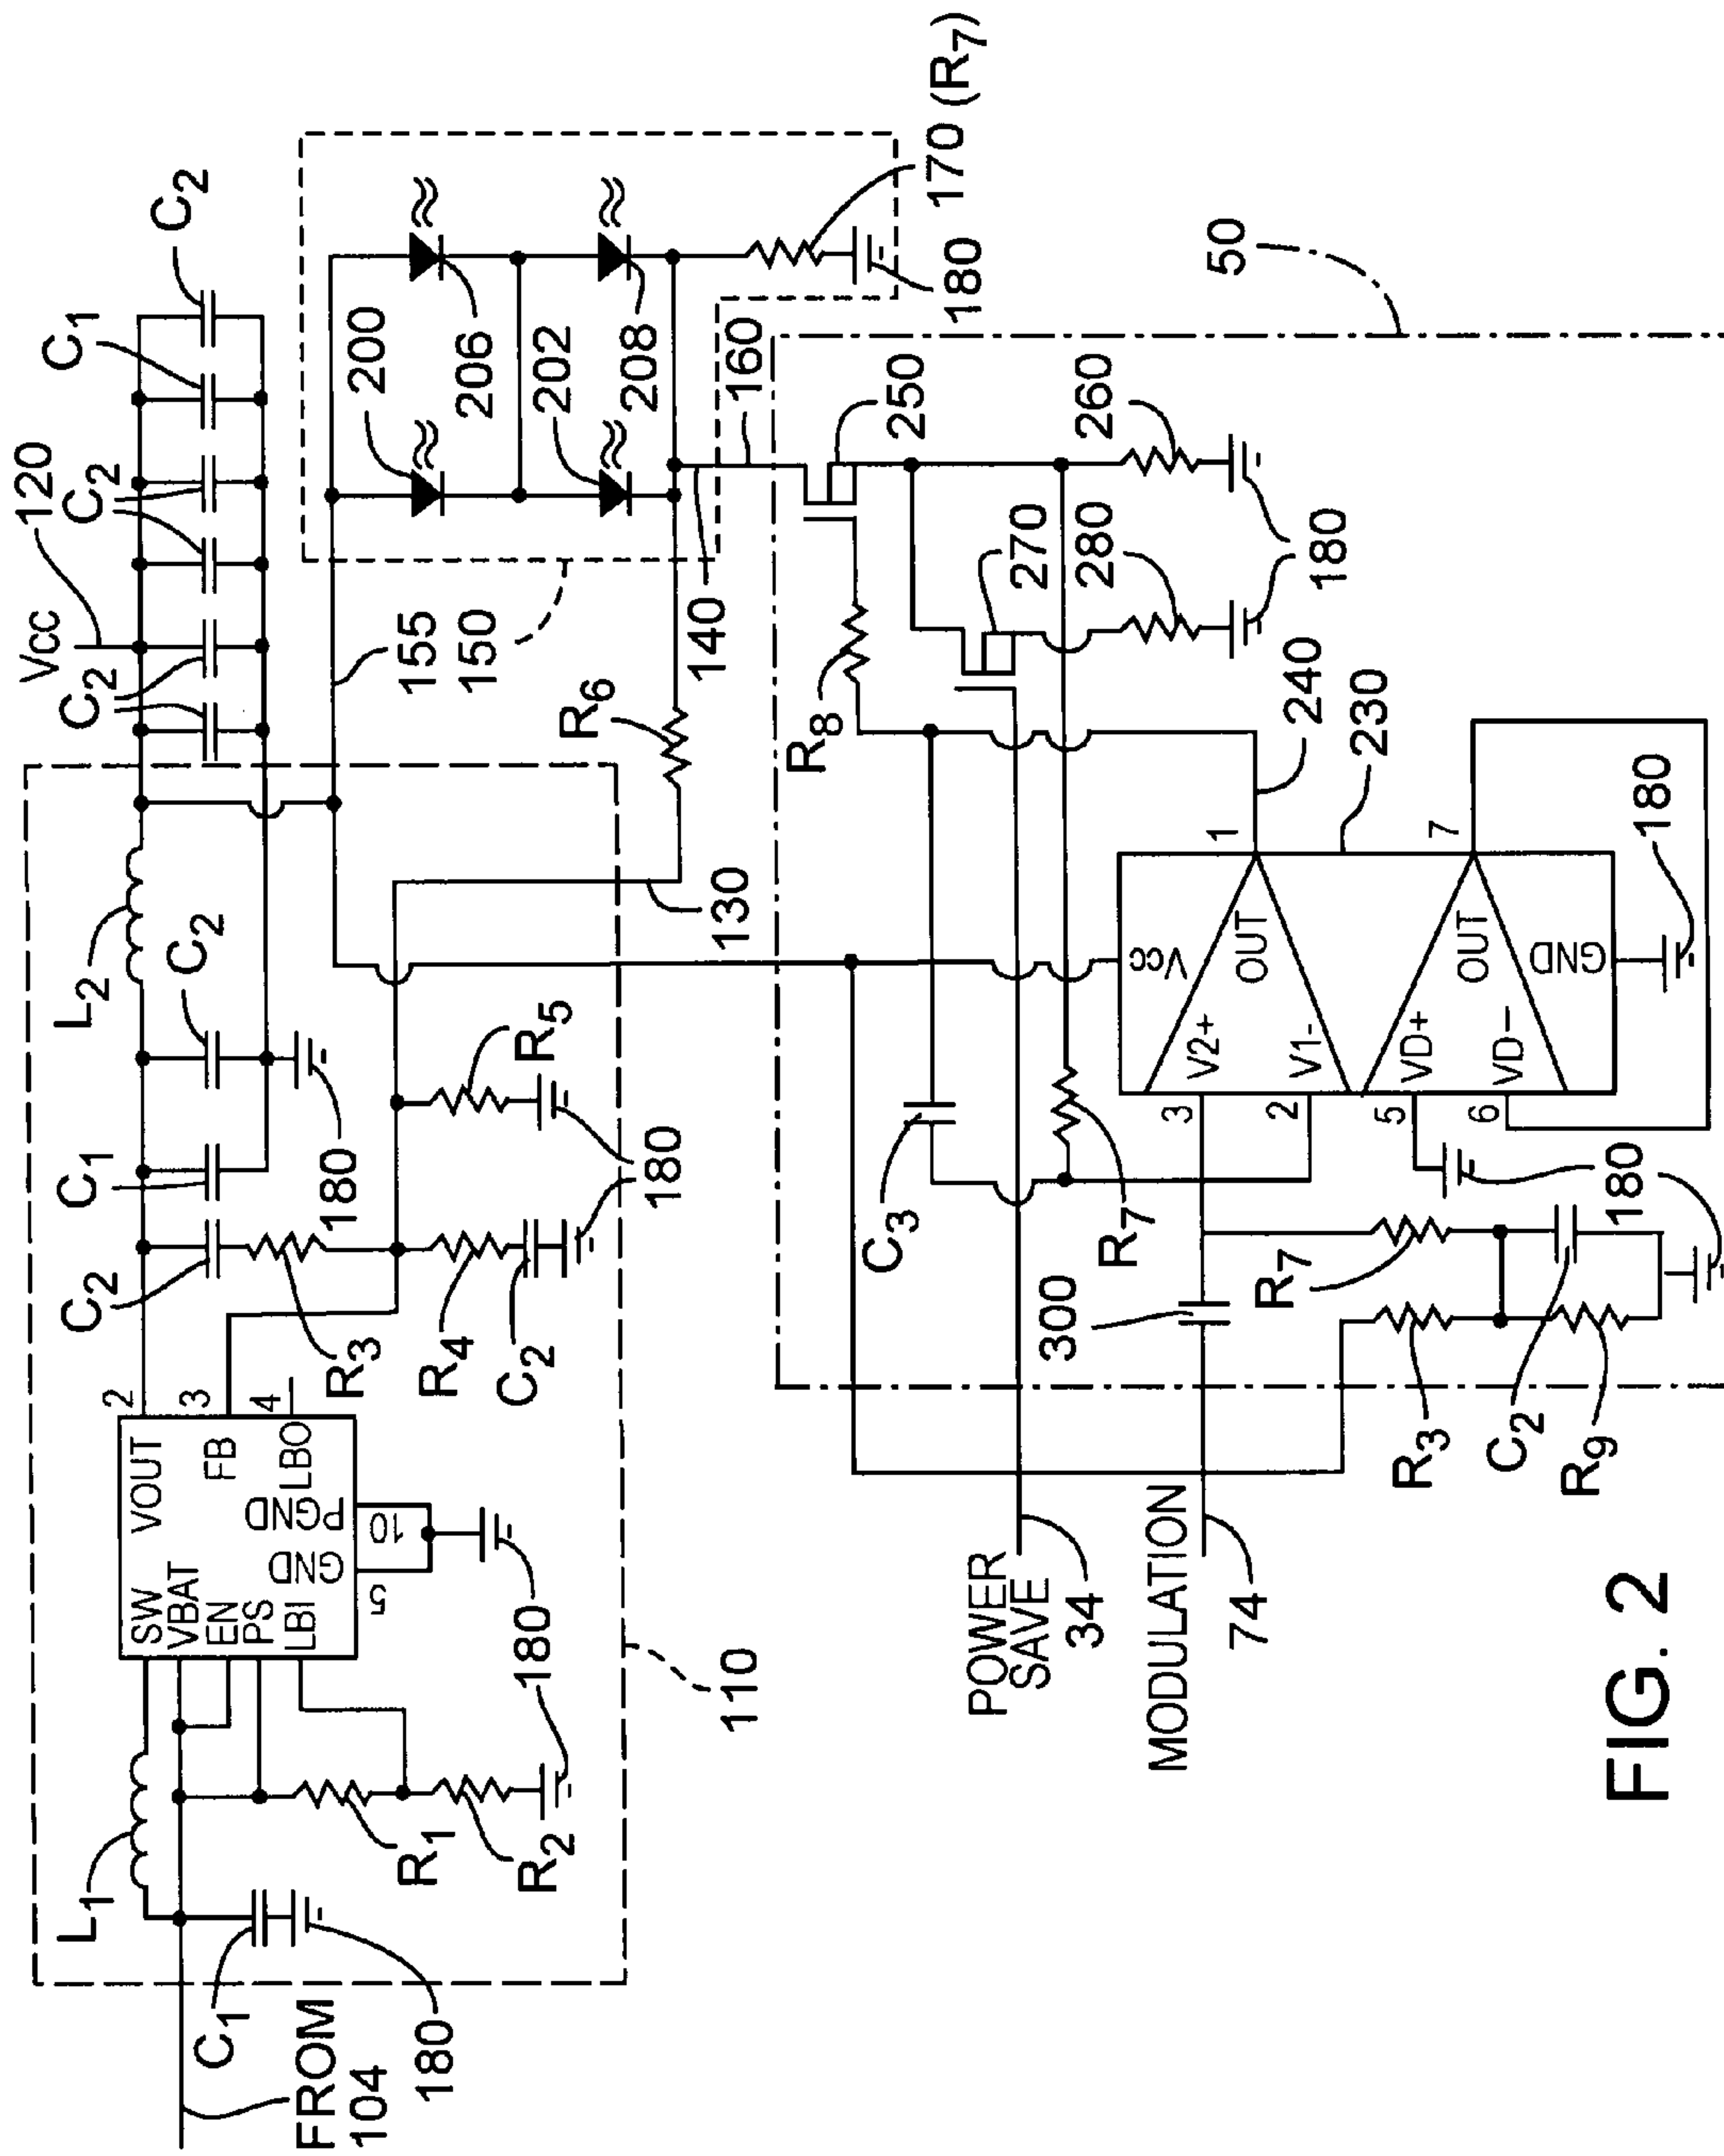 C2
C1
120
C2
Vcc
C2
L2
C2
C1
C2
L1
C1
FROM
104
180
SW
VBAT
EN
PS
LBI
VOUT
FB
LBO
GND
PGND
2
3
4
5
10
R1
R2
180
110
R3
R4
C2
180
R5
180
130
R6
155
150
140
200
206
202
208
160
170 (R7)
180
50
250
260
270
280
180
R8
240
230
C3
R7
300
Vcc
V2+
OUT
V1-
VD+
OUT
VD-
GND
1
7
3
2
5
6
180
180
R7
R3
C2
R9
POWER
SAVE
34
MODULATION
74
FIG. 2